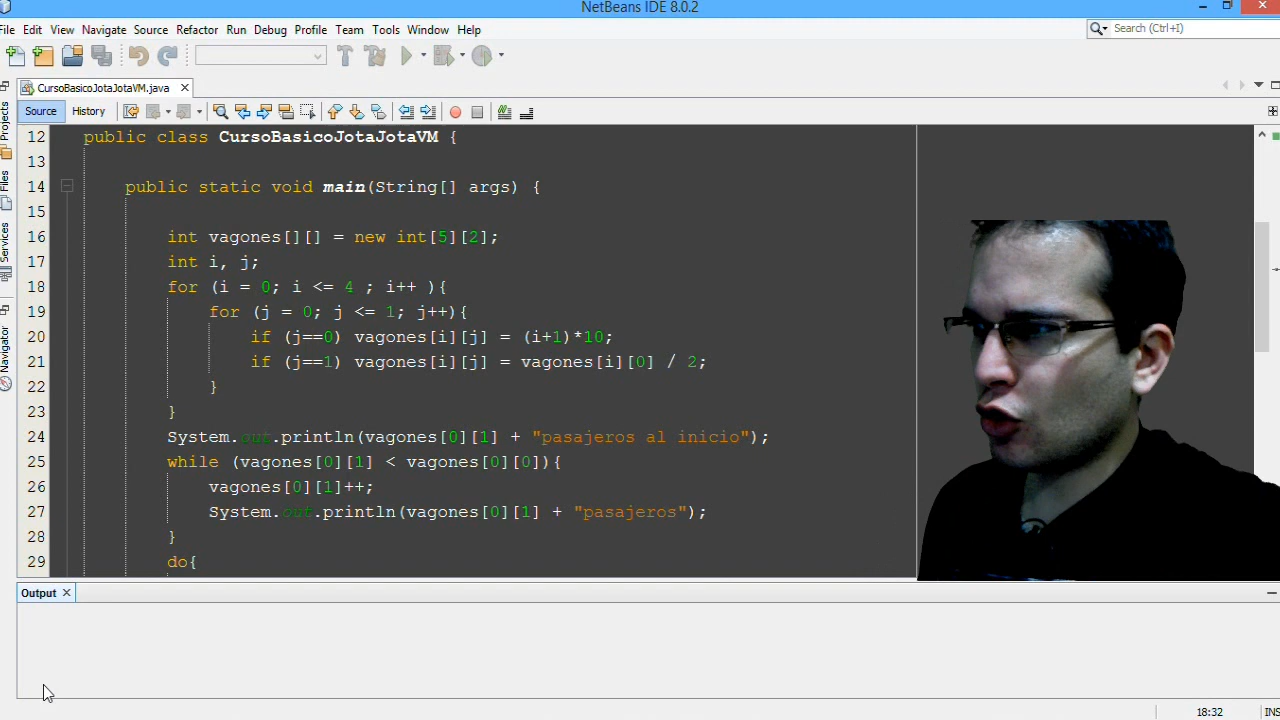 NetBeans IDE 8.0.2
File Edit View Navigate Source Refactor Run Debug Profile Team Tools Window Help
Search (Ctrl+I)
CursoBasicoJotaJotaVM.java
Source History
Projects
Files
Services
Navigator
12 public class CursoBasicoJotaJotaVM {
13
14 public static void main(String[] args) {
15
16 int vagones[][] = new int[5][2];
17 int i, j;
18 for (i = 0; i <= 4 ; i++ ){
19 for (j = 0; j <= 1; j++){
20 if (j==0) vagones[i][j] = (i+1)*10;
21 if (j==1) vagones[i][j] = vagones[i][0] / 2;
22 }
23 }
24 System.out.println(vagones[0][1] + "pasajeros al inicio");
25 while (vagones[0][1] < vagones[0][0]){
26 vagones[0][1]++;
27 System.out.println(vagones[0][1] + "pasajeros");
28 }
29 do{
Output
18:32 INS